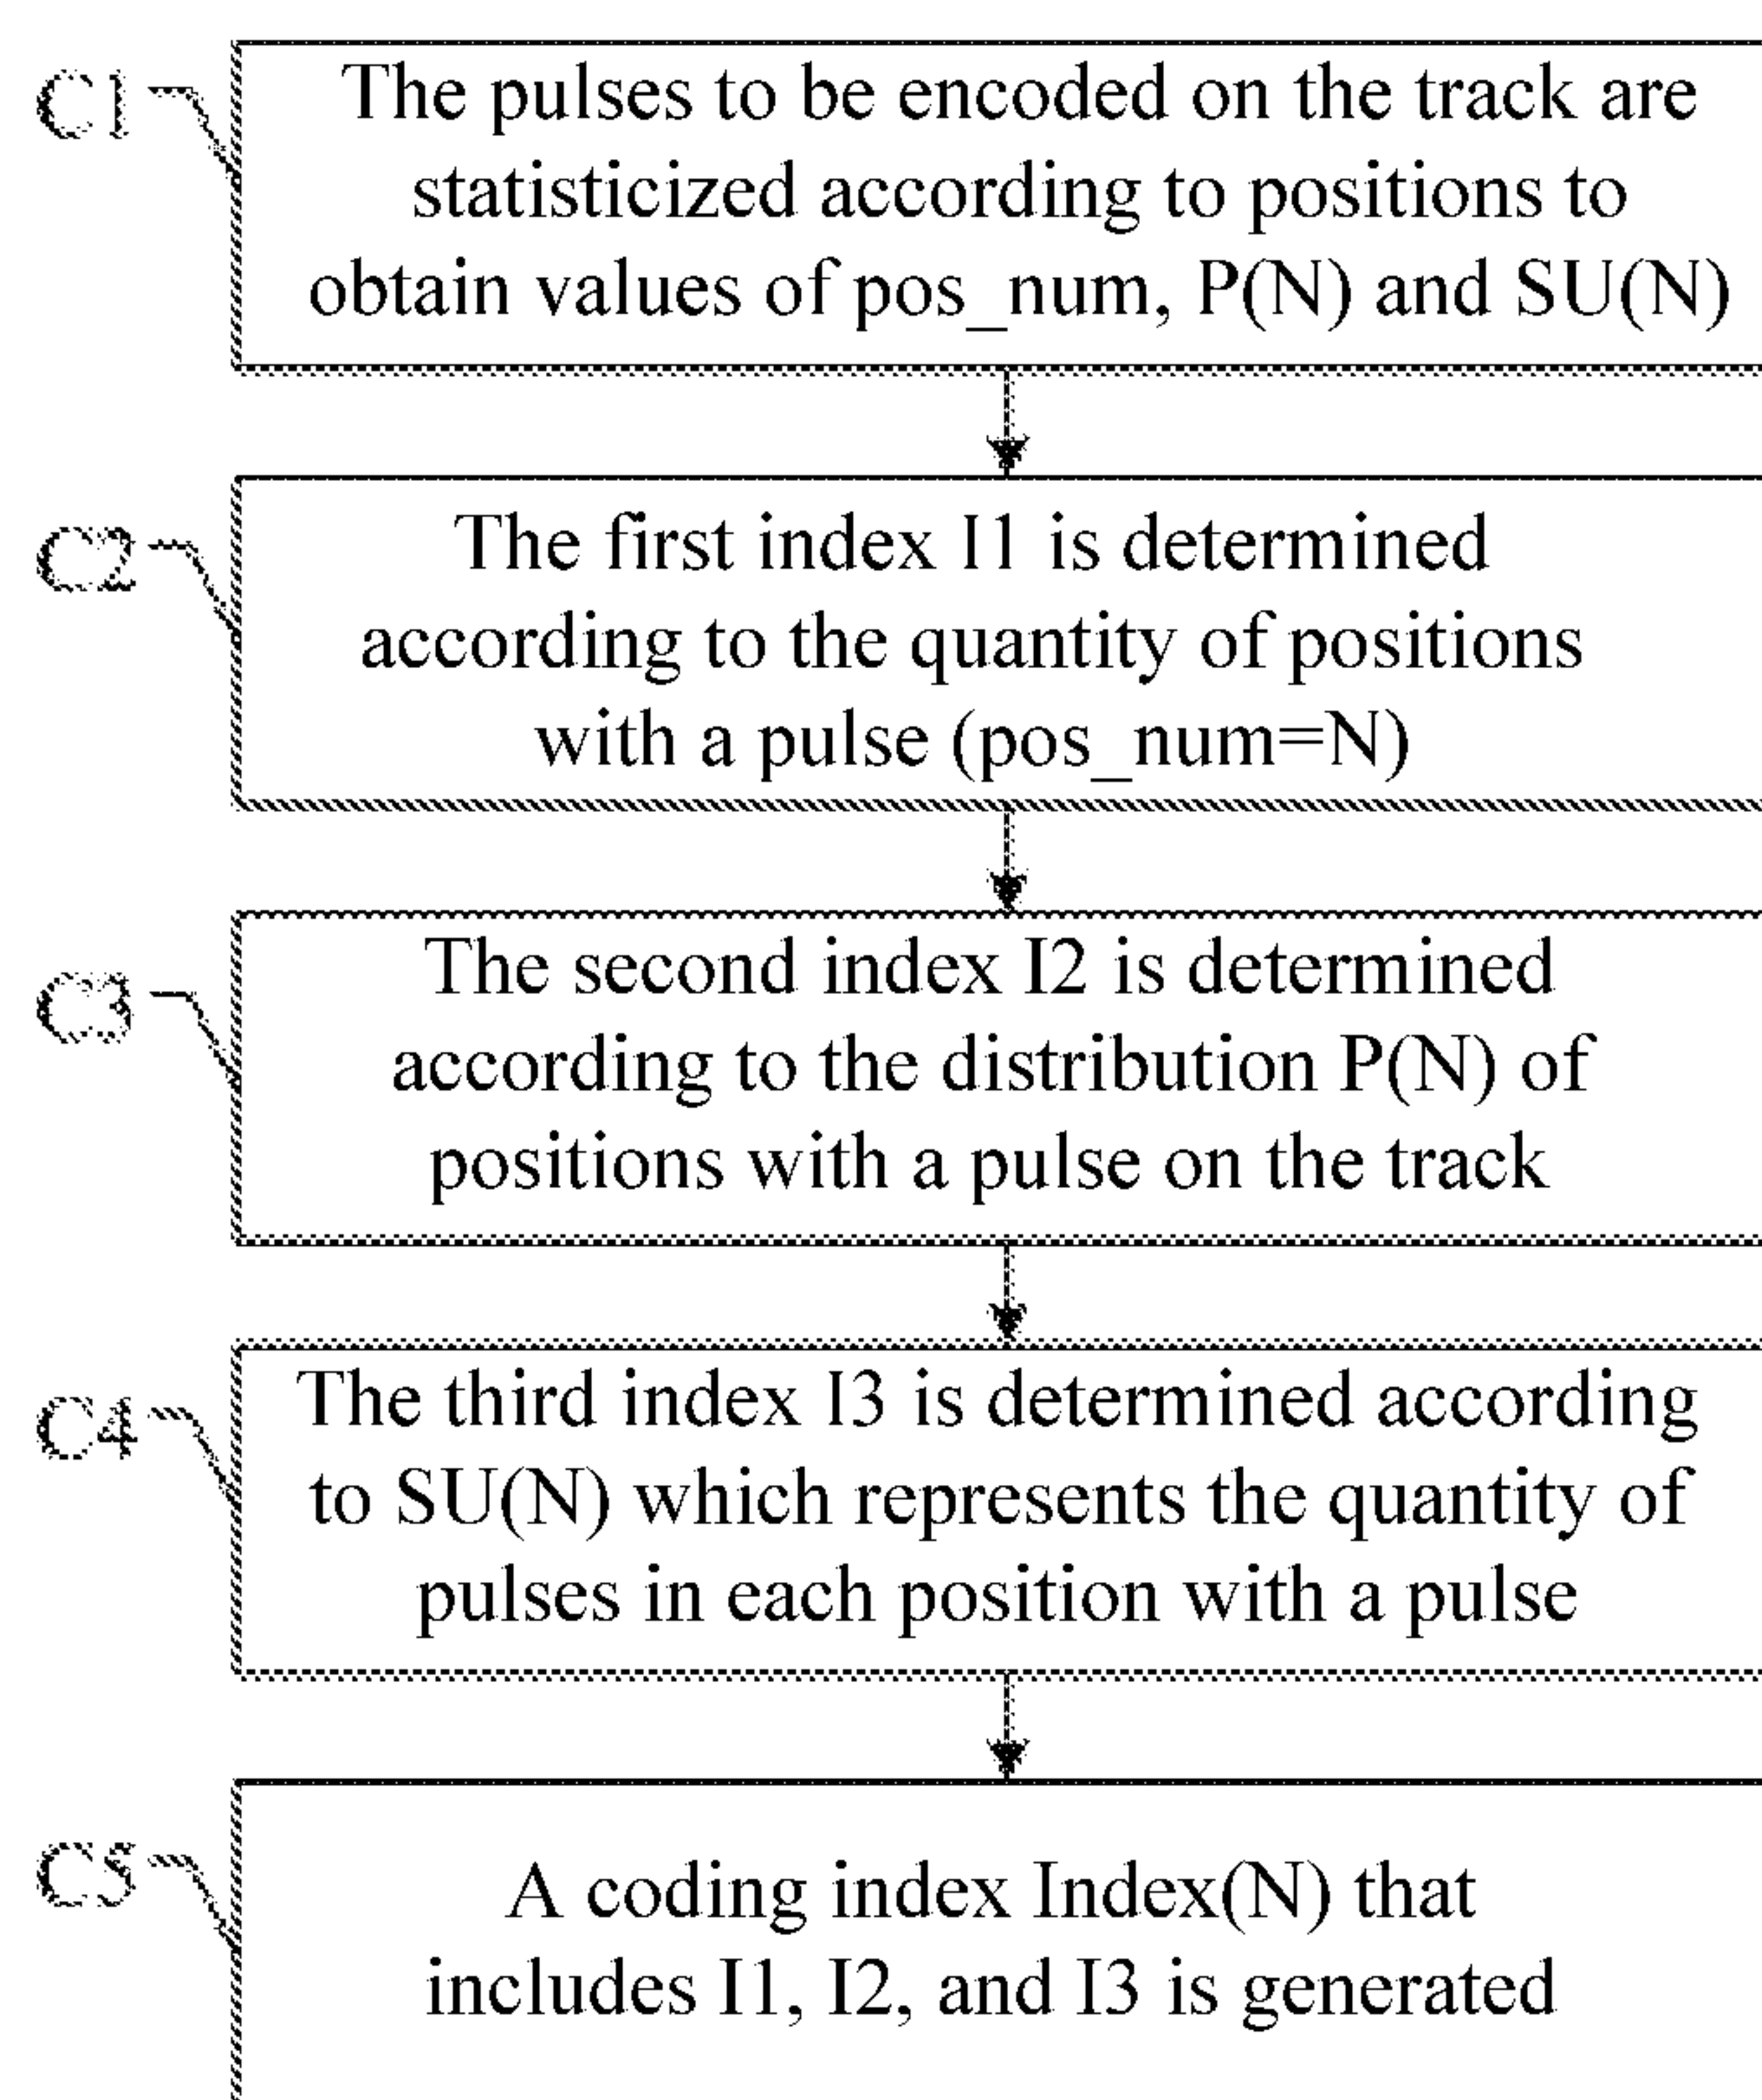 C1
The pulses to be encoded on the track are
statisticized according to positions to
obtain values of pos_num, P(N) and SU(N)
C2
The first index I1 is determined
according to the quantity of positions
with a pulse (pos_num=N)
C3
The second index I2 is determined
according to the distribution P(N) of
positions with a pulse on the track
C4
The third index I3 is determined according
to SU(N) which represents the quantity of
pulses in each position with a pulse
C5
A coding index Index(N) that
includes I1, I2, and I3 is generated